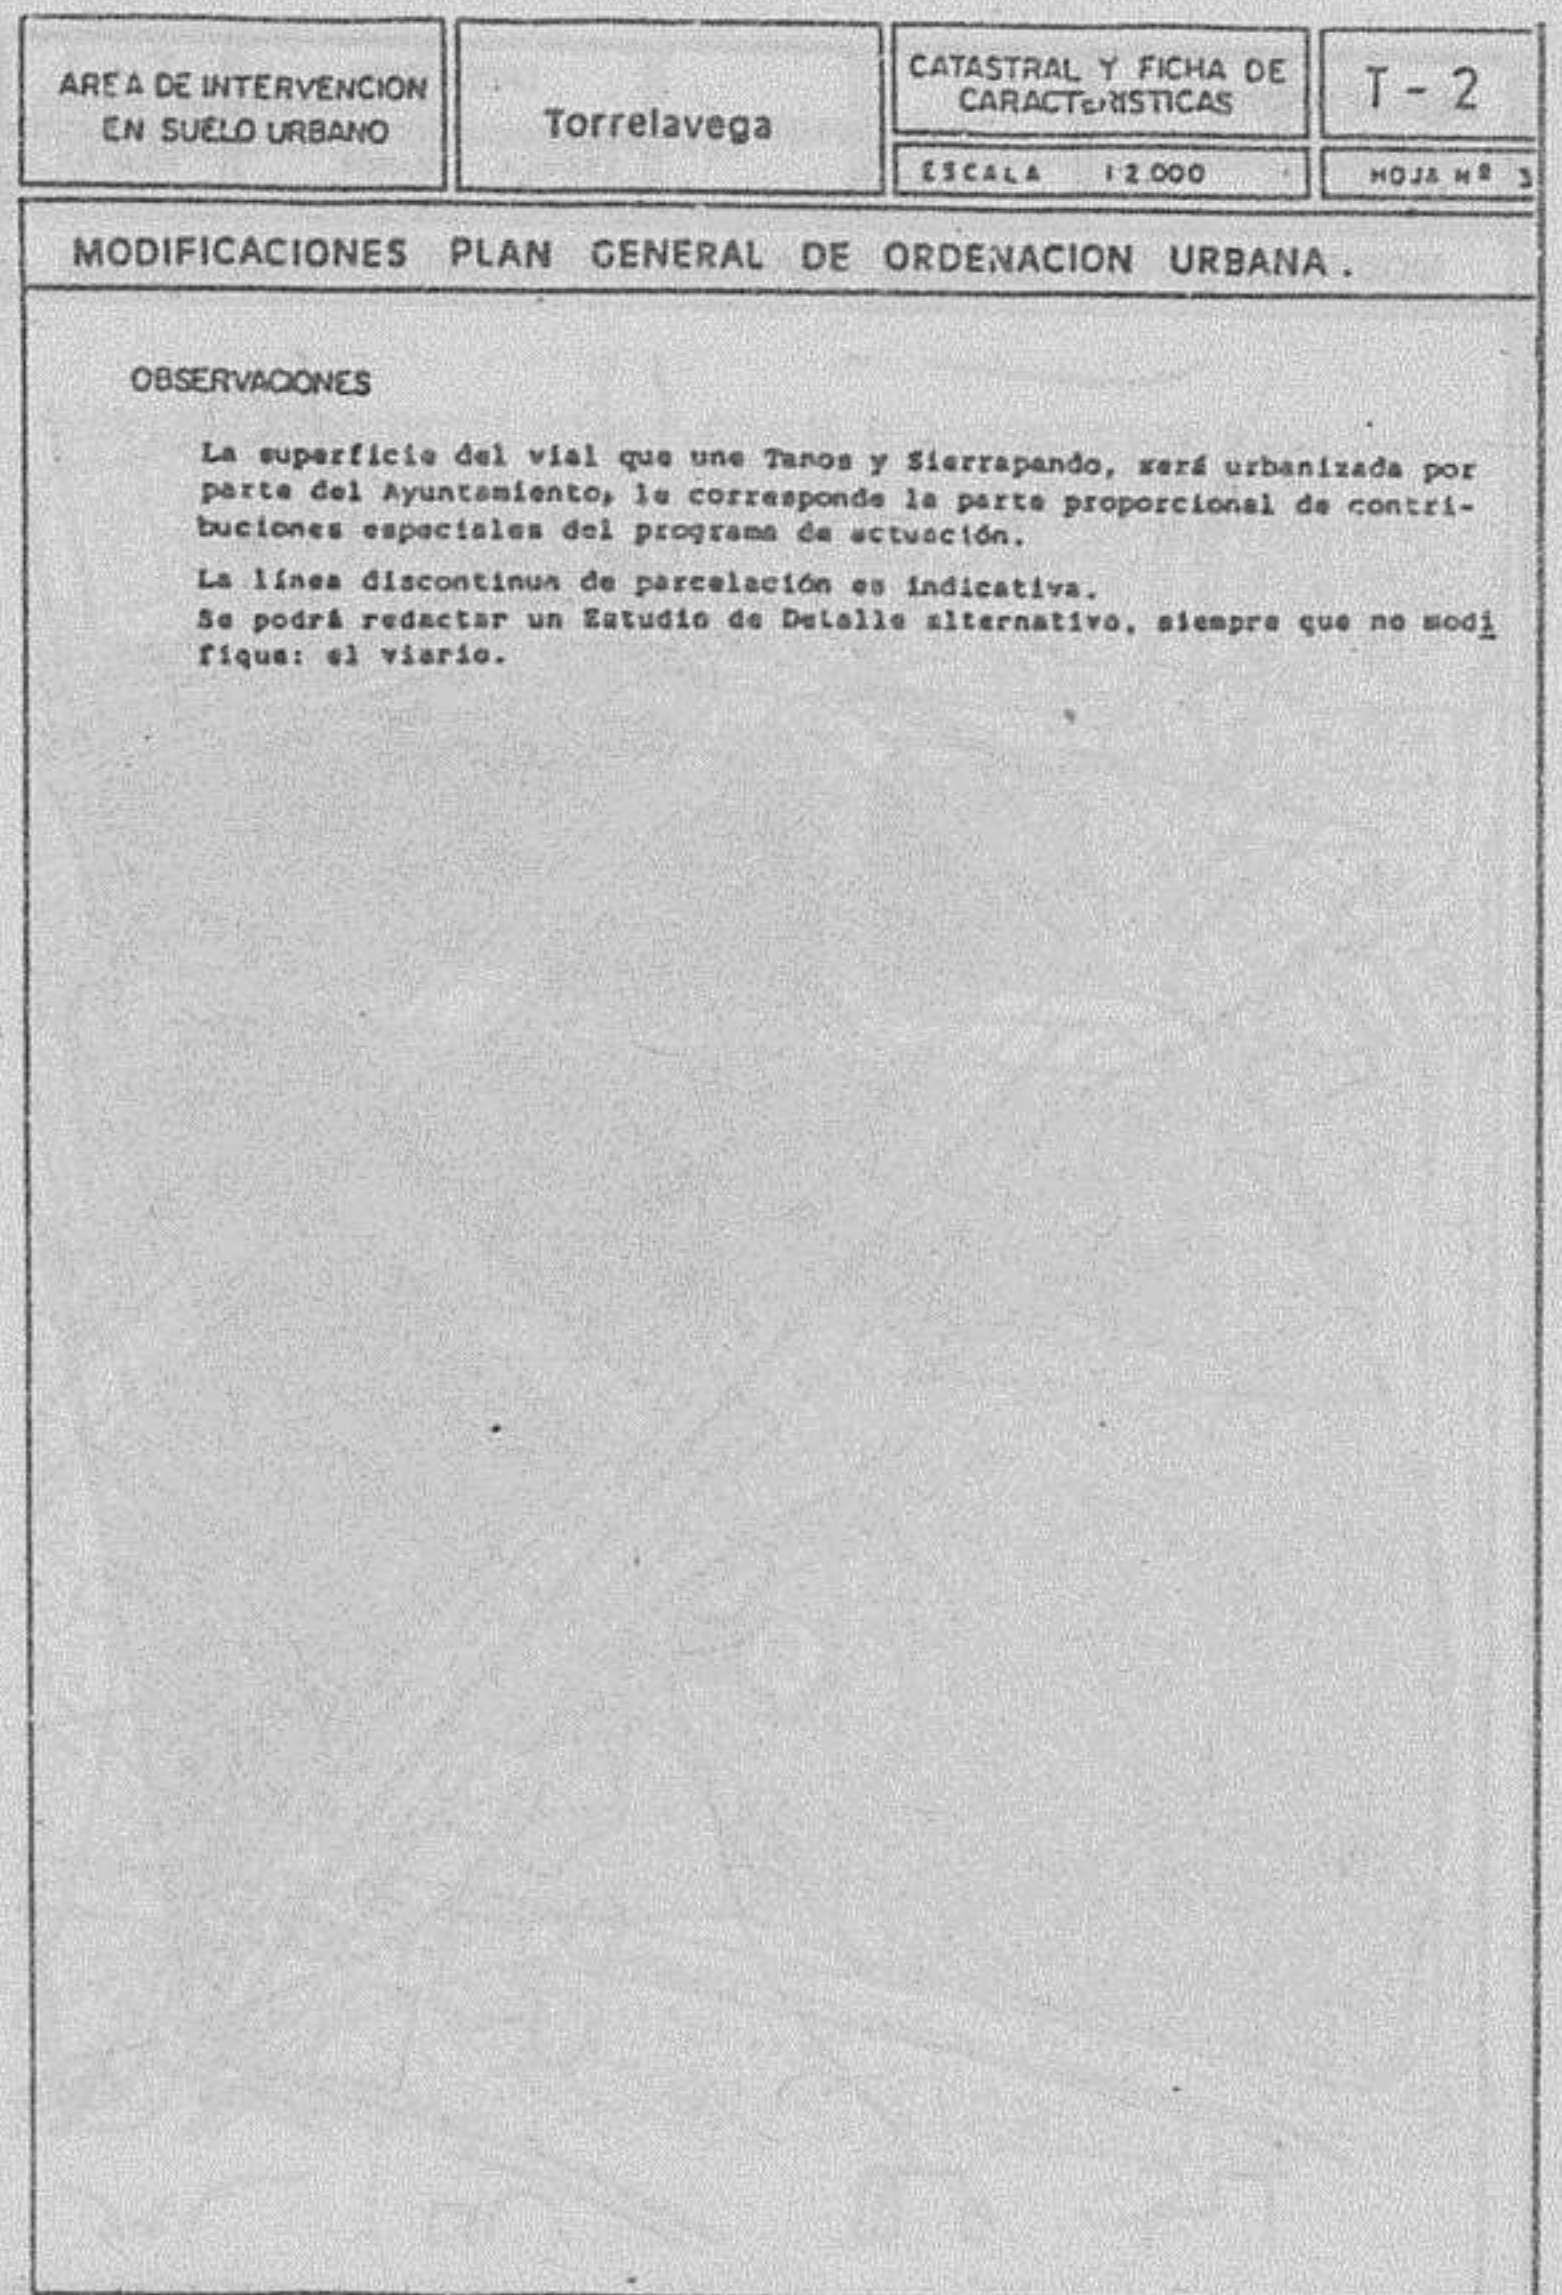 AREA DE INTERVENCION
EN SUELO URBANO
Torrelavega
CATASTRAL Y FICHA DE
CARACTERISTICAS
T - 2
ESCALA 1:2.000
HOJA Nº 3
MODIFICACIONES PLAN GENERAL DE ORDENACION URBANA.
OBSERVACIONES
La superficie del vial que une Tanos y Sierrapando, será urbanizada por
parte del Ayuntamiento, le corresponde la parte proporcional de contri-
buciones especiales del programa de actuación.
La línea discontinua de parcelación es indicativa.
Se podrá redactar un Estudio de Detalle alternativo, siempre que no modi
fique: el viario.